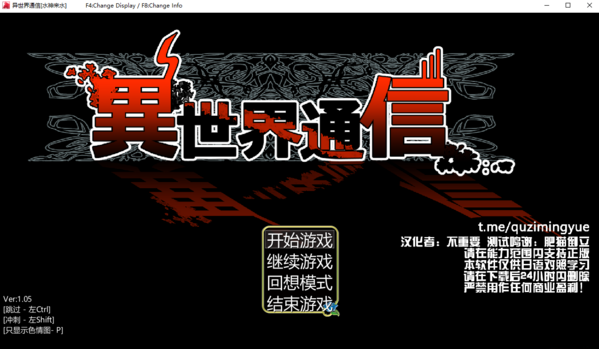 異世界通信[水神帝水] F4:Change Display / F8:Change Info
異世界通信
t.me/quzimingyue
汉化者：不重要 测试鸣谢：肥猫倒立
请在能力范围内支持正版
本软件仅供日语对照学习
请在下载后24小时内删除
严禁用作任何商业盈利！
开始游戏
继续游戏
回想模式
结束游戏
Ver:1.05
[跳过 - 左Ctrl]
[冲刺 - 左Shift]
[只显示色情图- P]